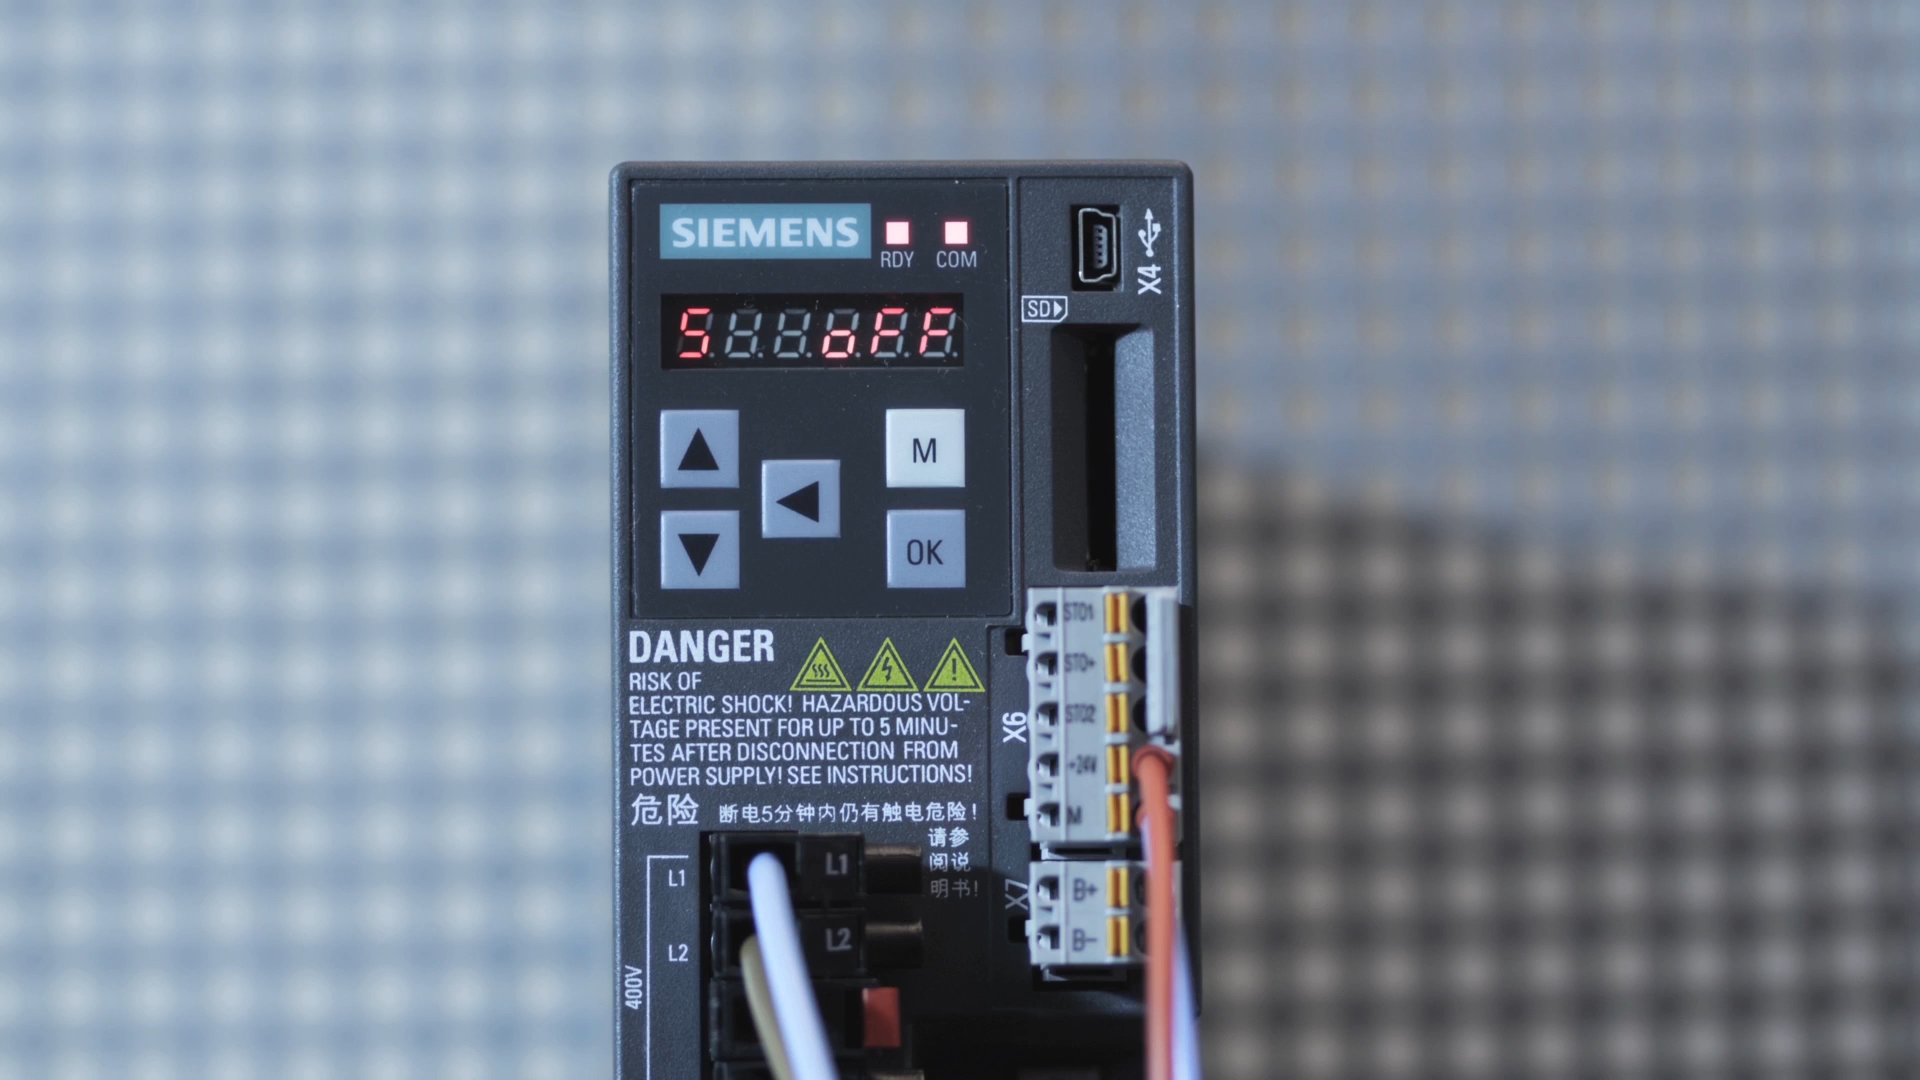 SIEMENS
RDY COM
X4
SD
S oFF
M
OK
DANGER
RISK OF
ELECTRIC SHOCK! HAZARDOUS VOL-
TAGE PRESENT FOR UP TO 5 MINU-
TES AFTER DISCONNECTION FROM
POWER SUPPLY! SEE INSTRUCTIONS!
危险 断电5分钟内仍有触电危险!
请参
阅说
明书!
X6
STO1
STO+
STO2
+24V
M
X7
B+
B-
L1 L1
L2 L2
400V